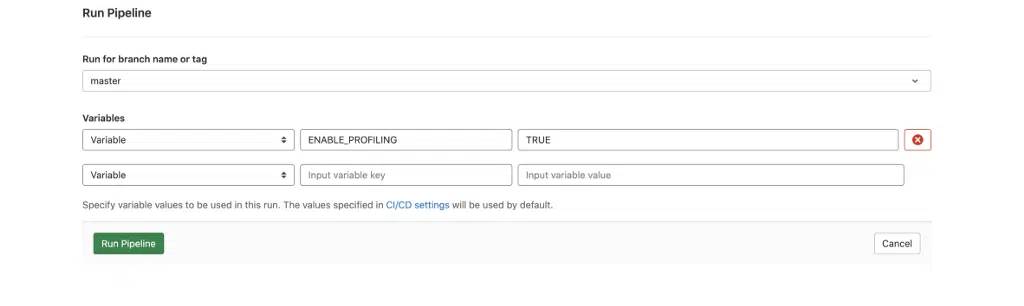 Run Pipeline
Run for branch name or tag
master
Variables
Variable ENABLE_PROFILING TRUE
Variable Input variable key Input variable value
Specify variable values to be used in this run. The values specified in CI/CD settings will be used by default.
Run Pipeline Cancel